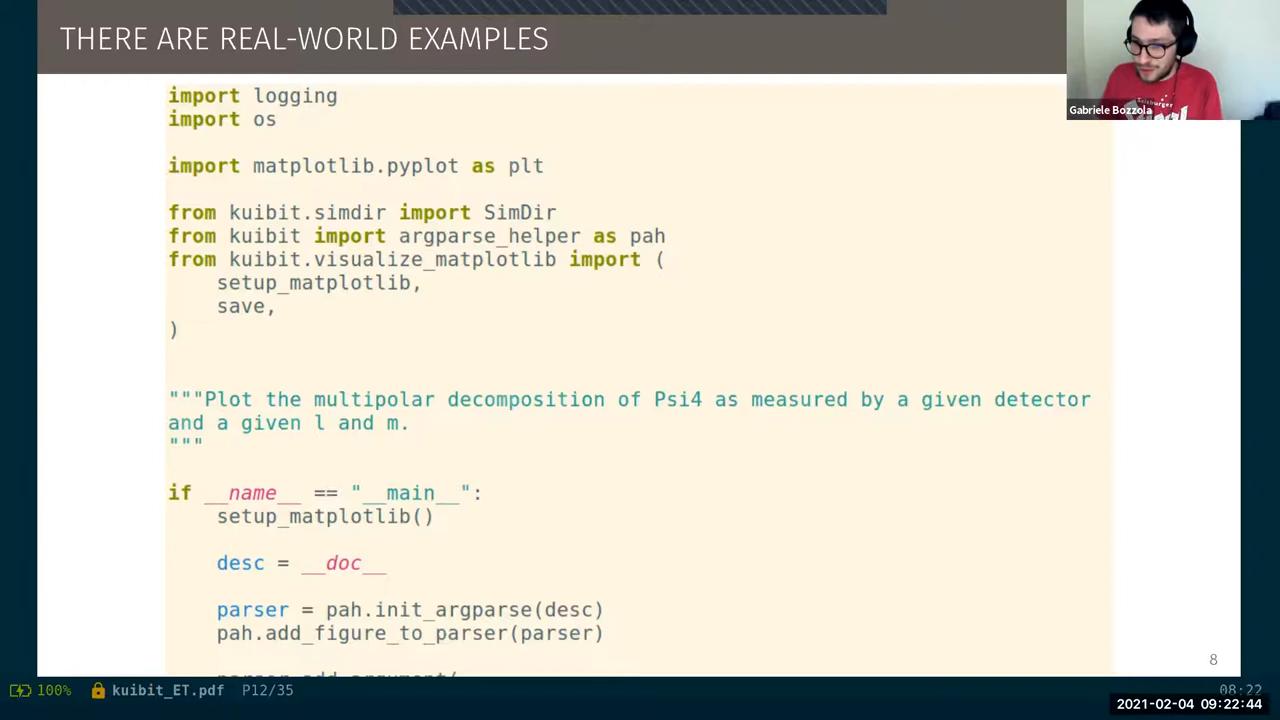 THERE ARE REAL-WORLD EXAMPLES
Gabriele Bozzola
import logging
import os
import matplotlib.pyplot as plt
from kuibit.simdir import SimDir
from kuibit import argparse_helper as pah
from kuibit.visualize_matplotlib import (
    setup_matplotlib,
    save,
)
"""Plot the multipolar decomposition of Psi4 as measured by a given detector
and a given l and m.
"""
if __name__ == "__main__":
    setup_matplotlib()
    desc = __doc__
    parser = pah.init_argparse(desc)
    pah.add_figure_to_parser(parser)
    parser.add_argument(
8
100% kuibit_ET.pdf P12/35
08:22
2021-02-04 09:22:44